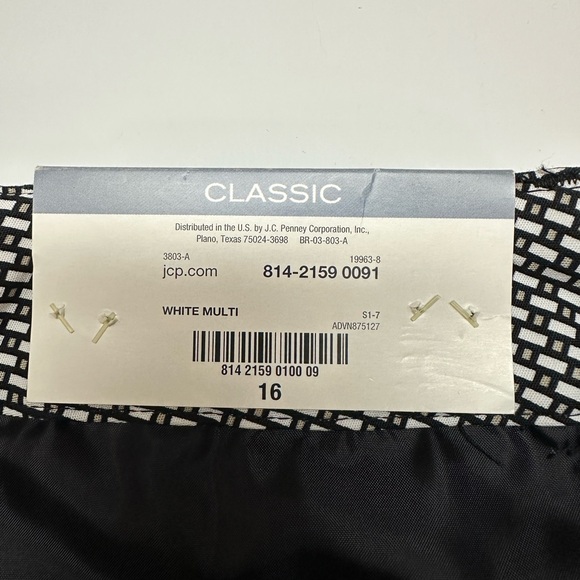 CLASSIC
Distributed in the U.S. by J.C. Penney Corporation, Inc.,
Plano, Texas 75024-3698 BR-03-803-A
3803-A 19963-8
jcp.com 814-2159 0091
WHITE MULTI S1-7
ADVN875127
814 2159 0100 09
16